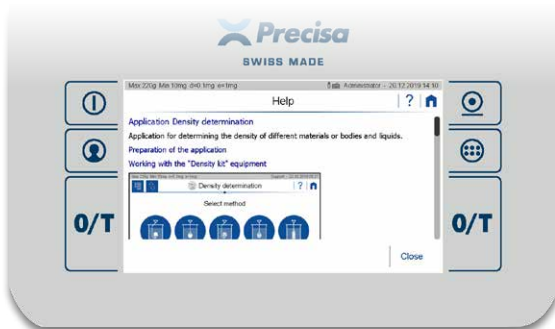 Precisa
SWISS MADE
Max 220g Min 10mg d=0.1mg e=1mg
Administrator - 20.12.2019 14:10
Help
?
Application Density determination
Application for determining the density of different materials or bodies and liquids.
Preparation of the application
Working with the "Density kit" equipment
Density determination
?
Select method
0/T
0/T
Close